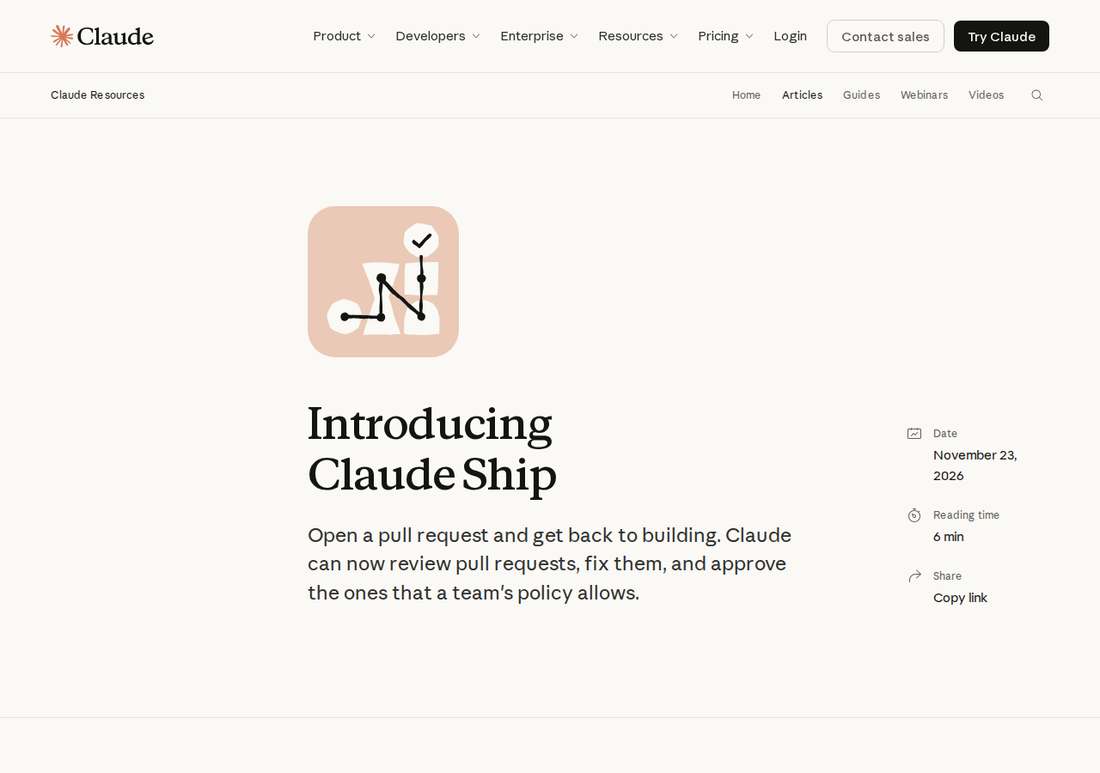 Claude
Product
Developers
Enterprise
Resources
Pricing
Login
Contact sales
Try Claude
Claude Resources
Home
Articles
Guides
Webinars
Videos
Introducing
Claude Ship
Open a pull request and get back to building. Claude
can now review pull requests, fix them, and approve
the ones that a team's policy allows.
Date
November 23,
2026
Reading time
6 min
Share
Copy link